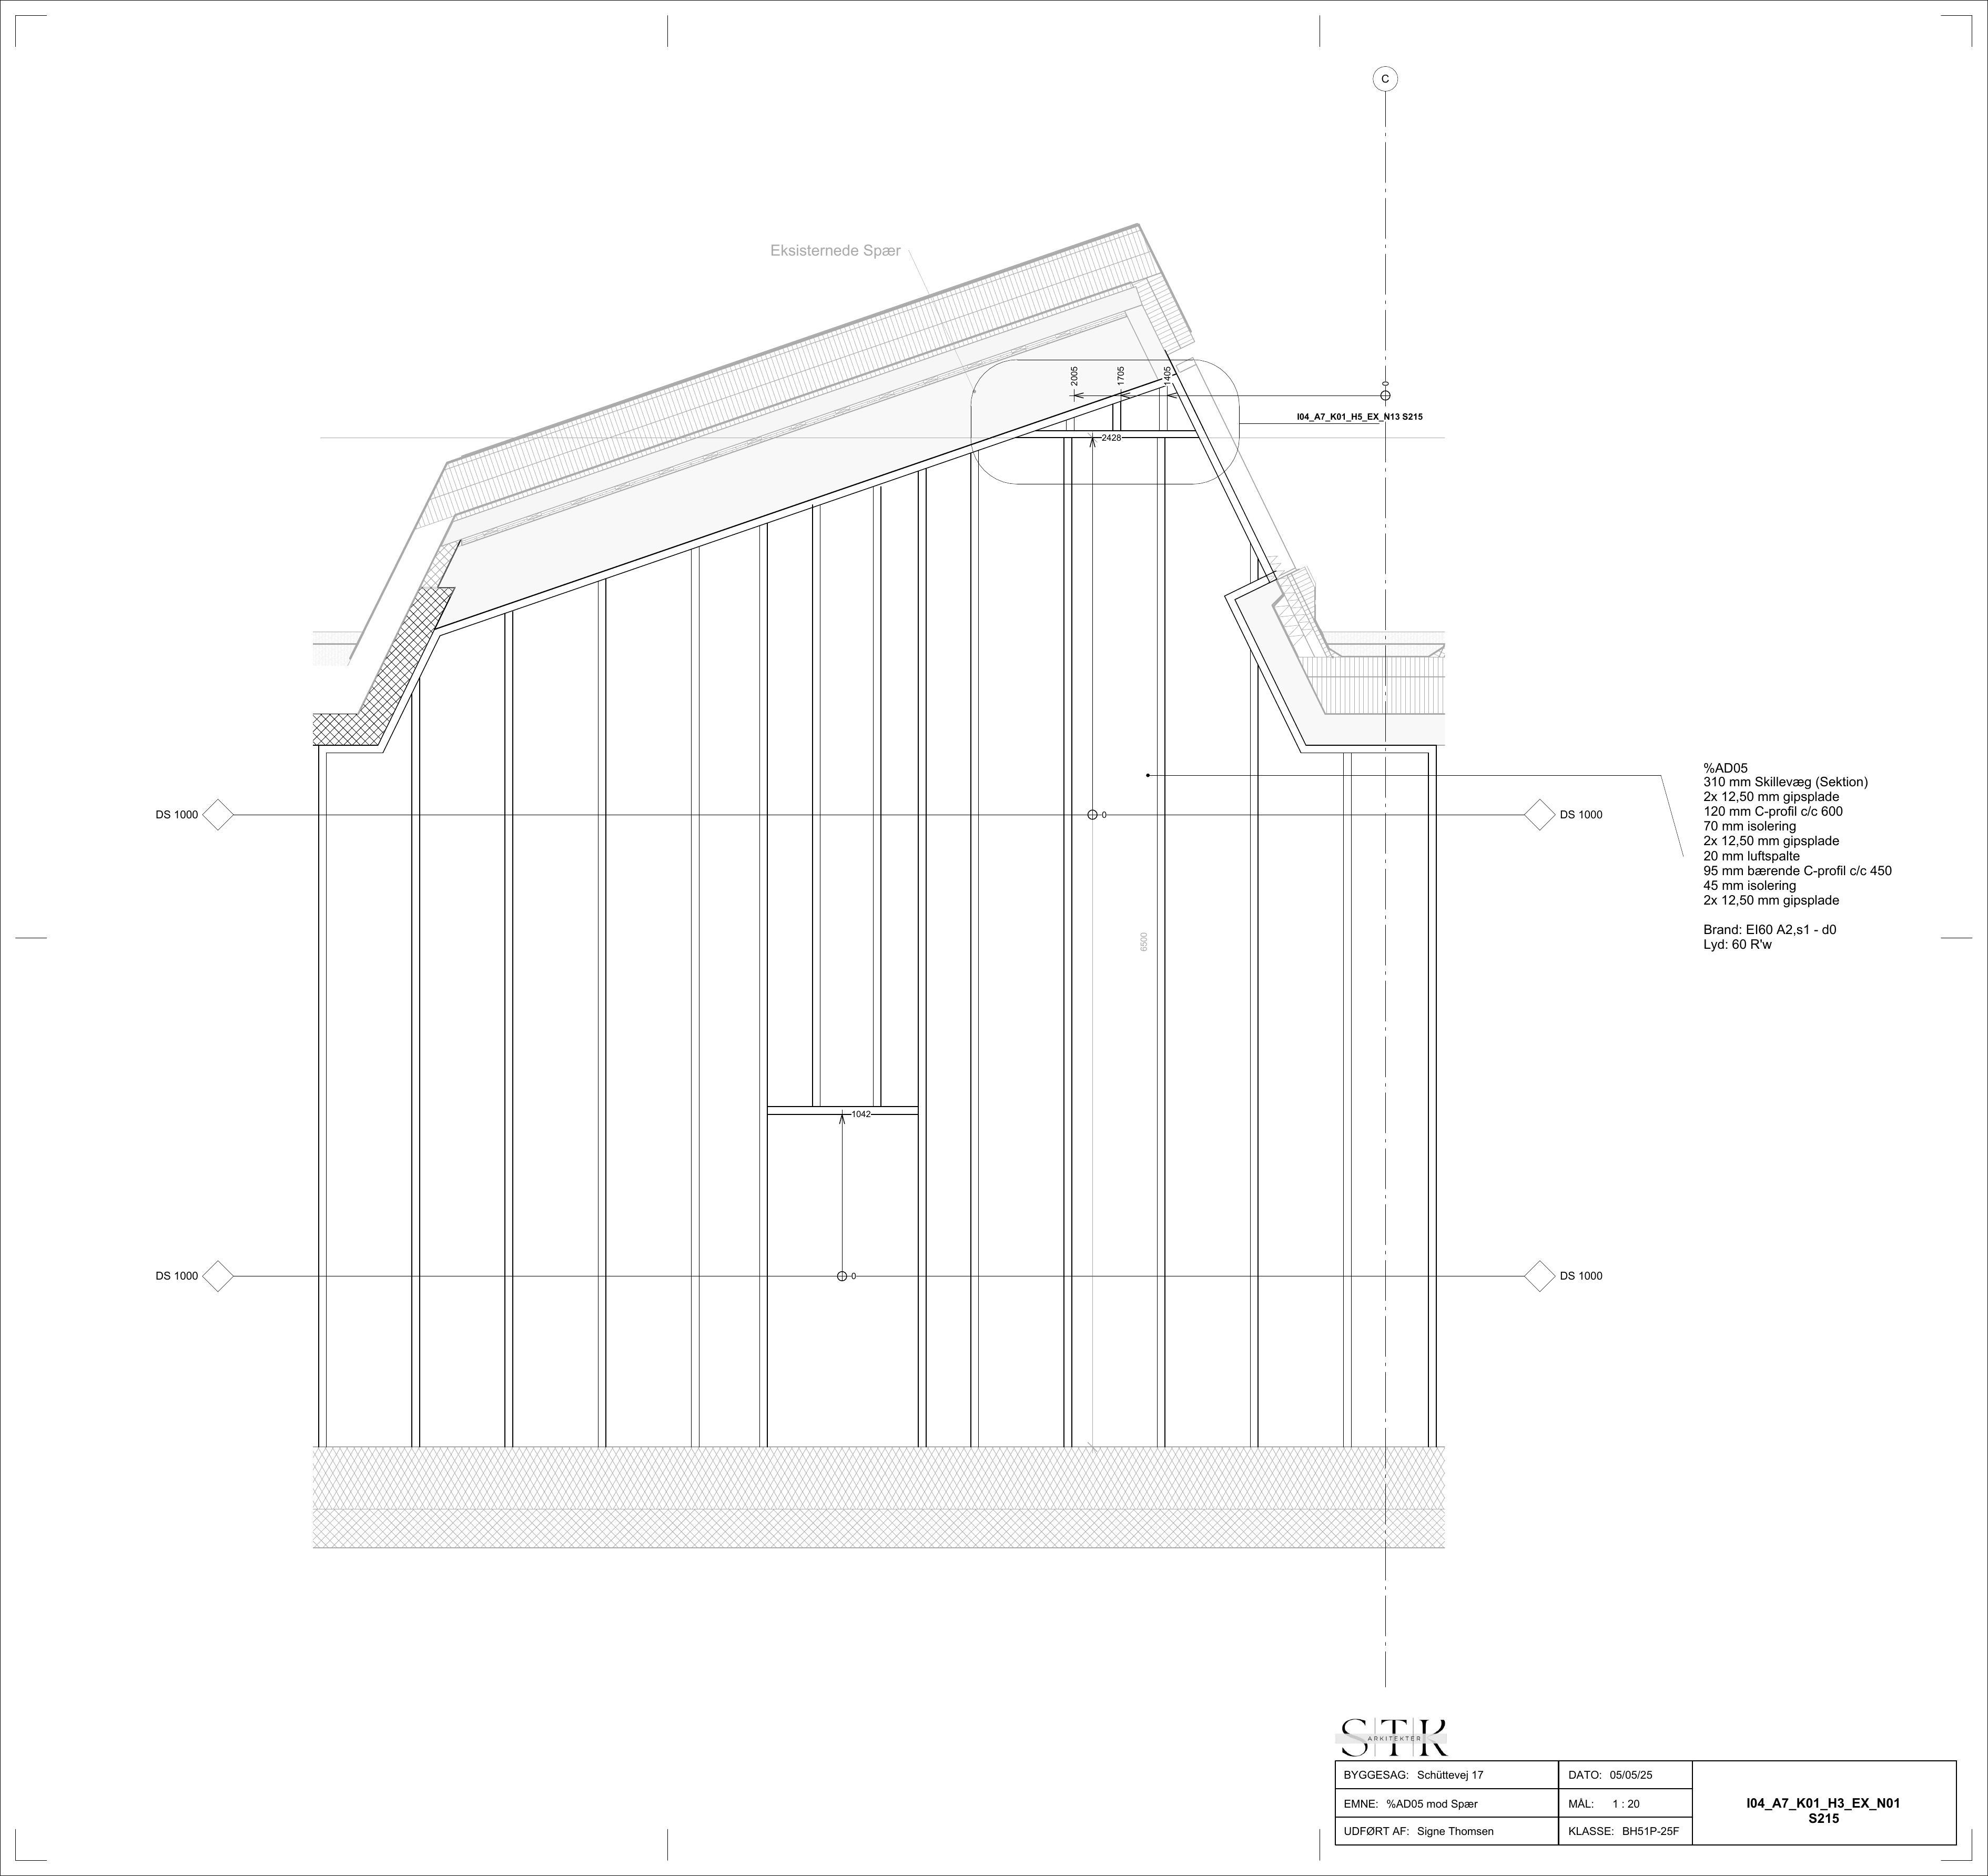 C
Eksisternede Spær
2005
1705
1405
0
I04_A7_K01_H5_EX_N13 S215
2428
%AD05
310 mm Skillevæg (Sektion)
2x 12,50 mm gipsplade
120 mm C-profil c/c 600
70 mm isolering
2x 12,50 mm gipsplade
20 mm luftspalte
95 mm bærende C-profil c/c 450
45 mm isolering
2x 12,50 mm gipsplade
Brand: EI60 A2,s1 - d0
Lyd: 60 R'w
DS 1000
0
DS 1000
6500
1042
DS 1000
0
DS 1000
STR
ARKITEKTER
BYGGESAG: Schüttevej 17
DATO: 05/05/25
EMNE: %AD05 mod Spær
MÅL: 1 : 20
UDFØRT AF: Signe Thomsen
KLASSE: BH51P-25F
I04_A7_K01_H3_EX_N01
S215